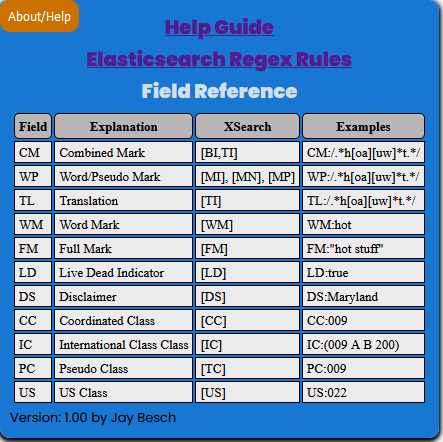 About/Help
Help Guide
Elasticsearch Regex Rules
Field Reference
Field Explanation XSearch Examples
CM Combined Mark [BI,TI] CM:/.*h[oa][uw]*t.*/
WP Word/Pseudo Mark [MI], [MN], [MP] WP:/.*h[oa][uw]*t.*/
TL Translation [TI] TL:/.*h[oa][uw]*t.*/
WM Word Mark [WM] WM:hot
FM Full Mark [FM] FM:"hot stuff"
LD Live Dead Indicator [LD] LD:true
DS Disclaimer [DS] DS:Maryland
CC Coordinated Class [CC] CC:009
IC International Class Class [IC] IC:(009 A B 200)
PC Pseudo Class [TC] PC:009
US US Class [US] US:022
Version: 1.00 by Jay Besch